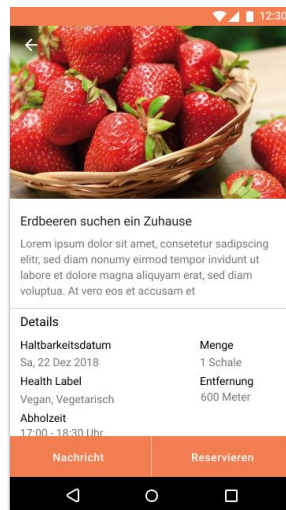 12:30
Erdbeeren suchen ein Zuhause
Lorem ipsum dolor sit amet, consetetur sadipscing
elitr, sed diam nonumy eirmod tempor invidunt ut
labore et dolore magna aliquyam erat, sed diam
voluptua. At vero eos et accusam et
Details
Haltbarkeitsdatum Menge
Sa, 22 Dez 2018 1 Schale
Health Label Entfernung
Vegan, Vegetarisch 600 Meter
Abholzeit
17:00 - 18:30 Uhr
Nachricht Reservieren